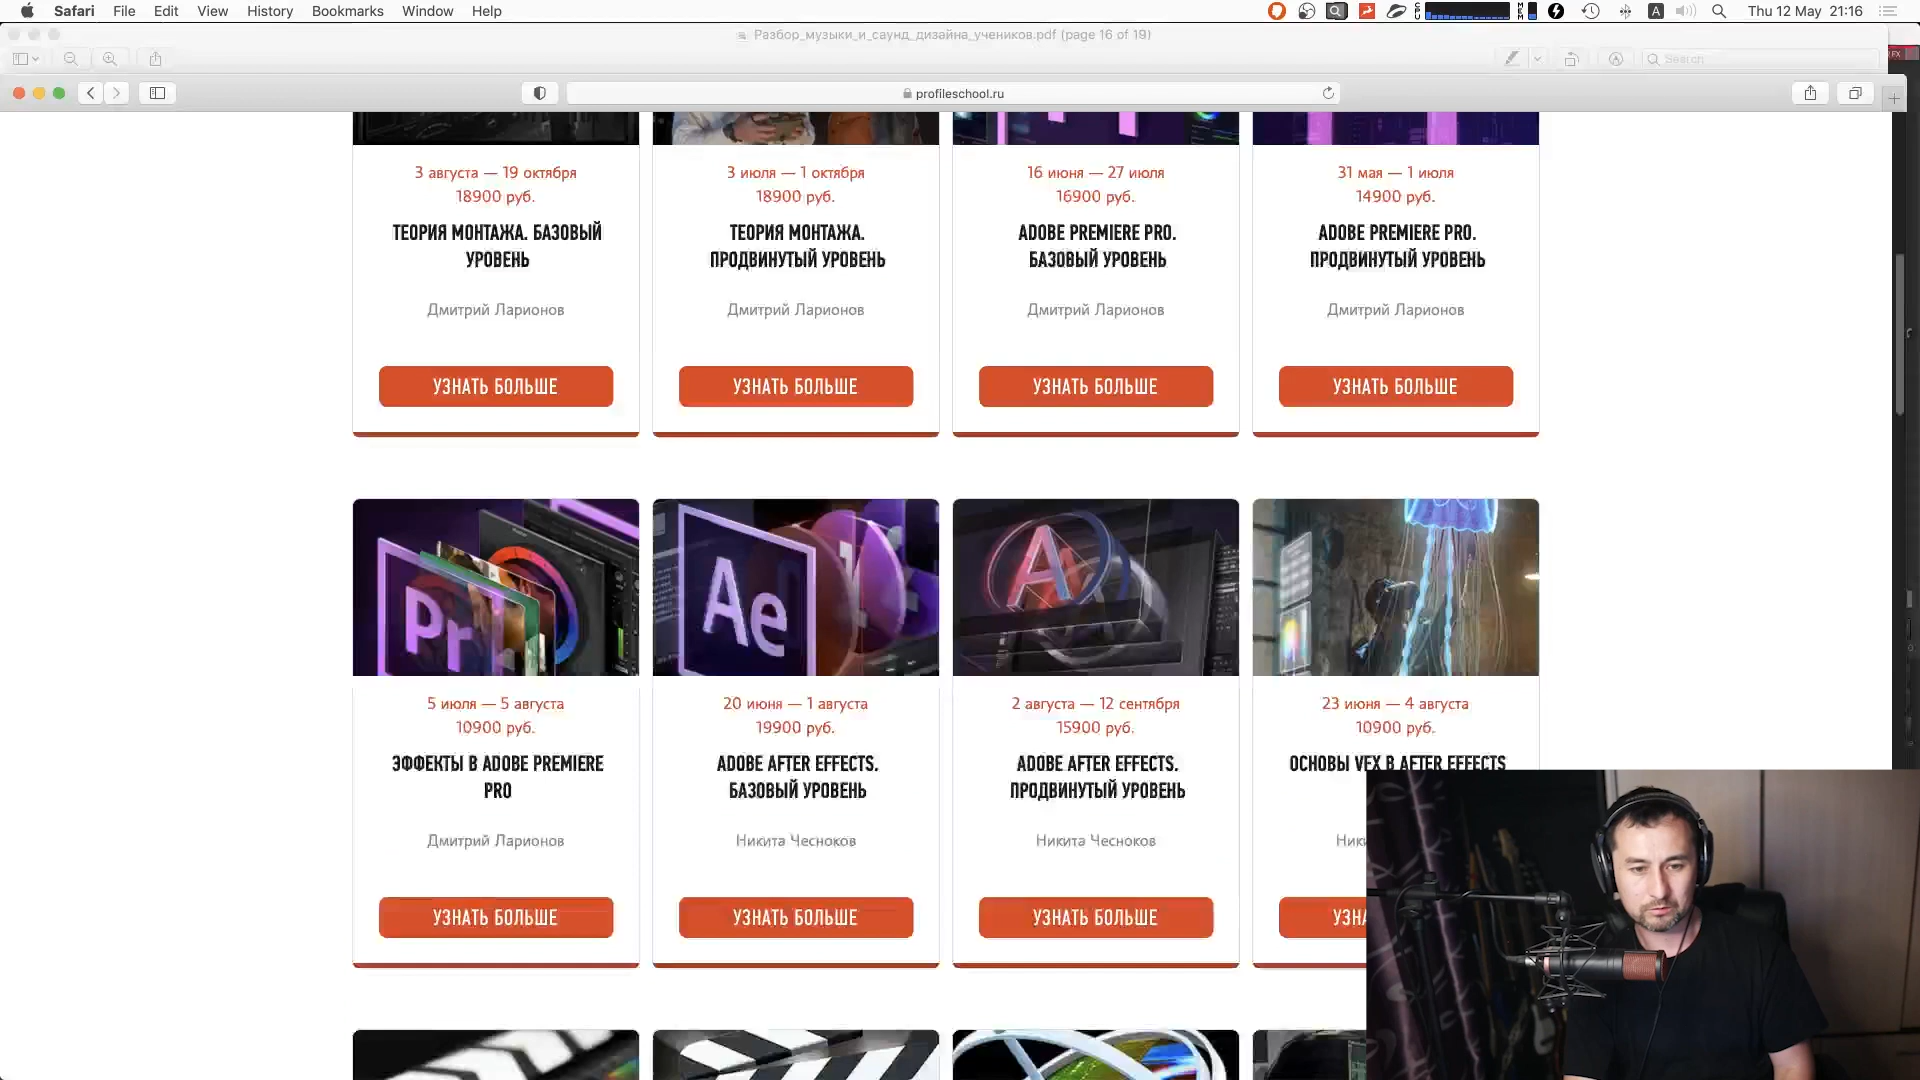 Safari File Edit View History Bookmarks Window Help
Thu 12 May 21:16
Разбор_музыки_и_саунд_дизайна_учеников.pdf (page 16 of 19)
Search
profileschool.ru
3 августа — 19 октября
18900 руб.
ТЕОРИЯ МОНТАЖА. БАЗОВЫЙ
УРОВЕНЬ
Дмитрий Ларионов
УЗНАТЬ БОЛЬШЕ
3 июля — 1 октября
18900 руб.
ТЕОРИЯ МОНТАЖА.
ПРОДВИНУТЫЙ УРОВЕНЬ
Дмитрий Ларионов
УЗНАТЬ БОЛЬШЕ
16 июня — 27 июля
16900 руб.
ADOBE PREMIERE PRO.
БАЗОВЫЙ УРОВЕНЬ
Дмитрий Ларионов
УЗНАТЬ БОЛЬШЕ
31 мая — 1 июля
14900 руб.
ADOBE PREMIERE PRO.
ПРОДВИНУТЫЙ УРОВЕНЬ
Дмитрий Ларионов
УЗНАТЬ БОЛЬШЕ
Pr
5 июля — 5 августа
10900 руб.
ЭФФЕКТЫ В ADOBE PREMIERE
PRO
Дмитрий Ларионов
УЗНАТЬ БОЛЬШЕ
Ae
20 июня — 1 августа
19900 руб.
ADOBE AFTER EFFECTS.
БАЗОВЫЙ УРОВЕНЬ
Никита Чесноков
УЗНАТЬ БОЛЬШЕ
A
2 августа — 12 сентября
15900 руб.
ADOBE AFTER EFFECTS.
ПРОДВИНУТЫЙ УРОВЕНЬ
Никита Чесноков
УЗНАТЬ БОЛЬШЕ
23 июня — 4 августа
10900 руб.
ОСНОВЫ VFX В AFTER EFFECTS